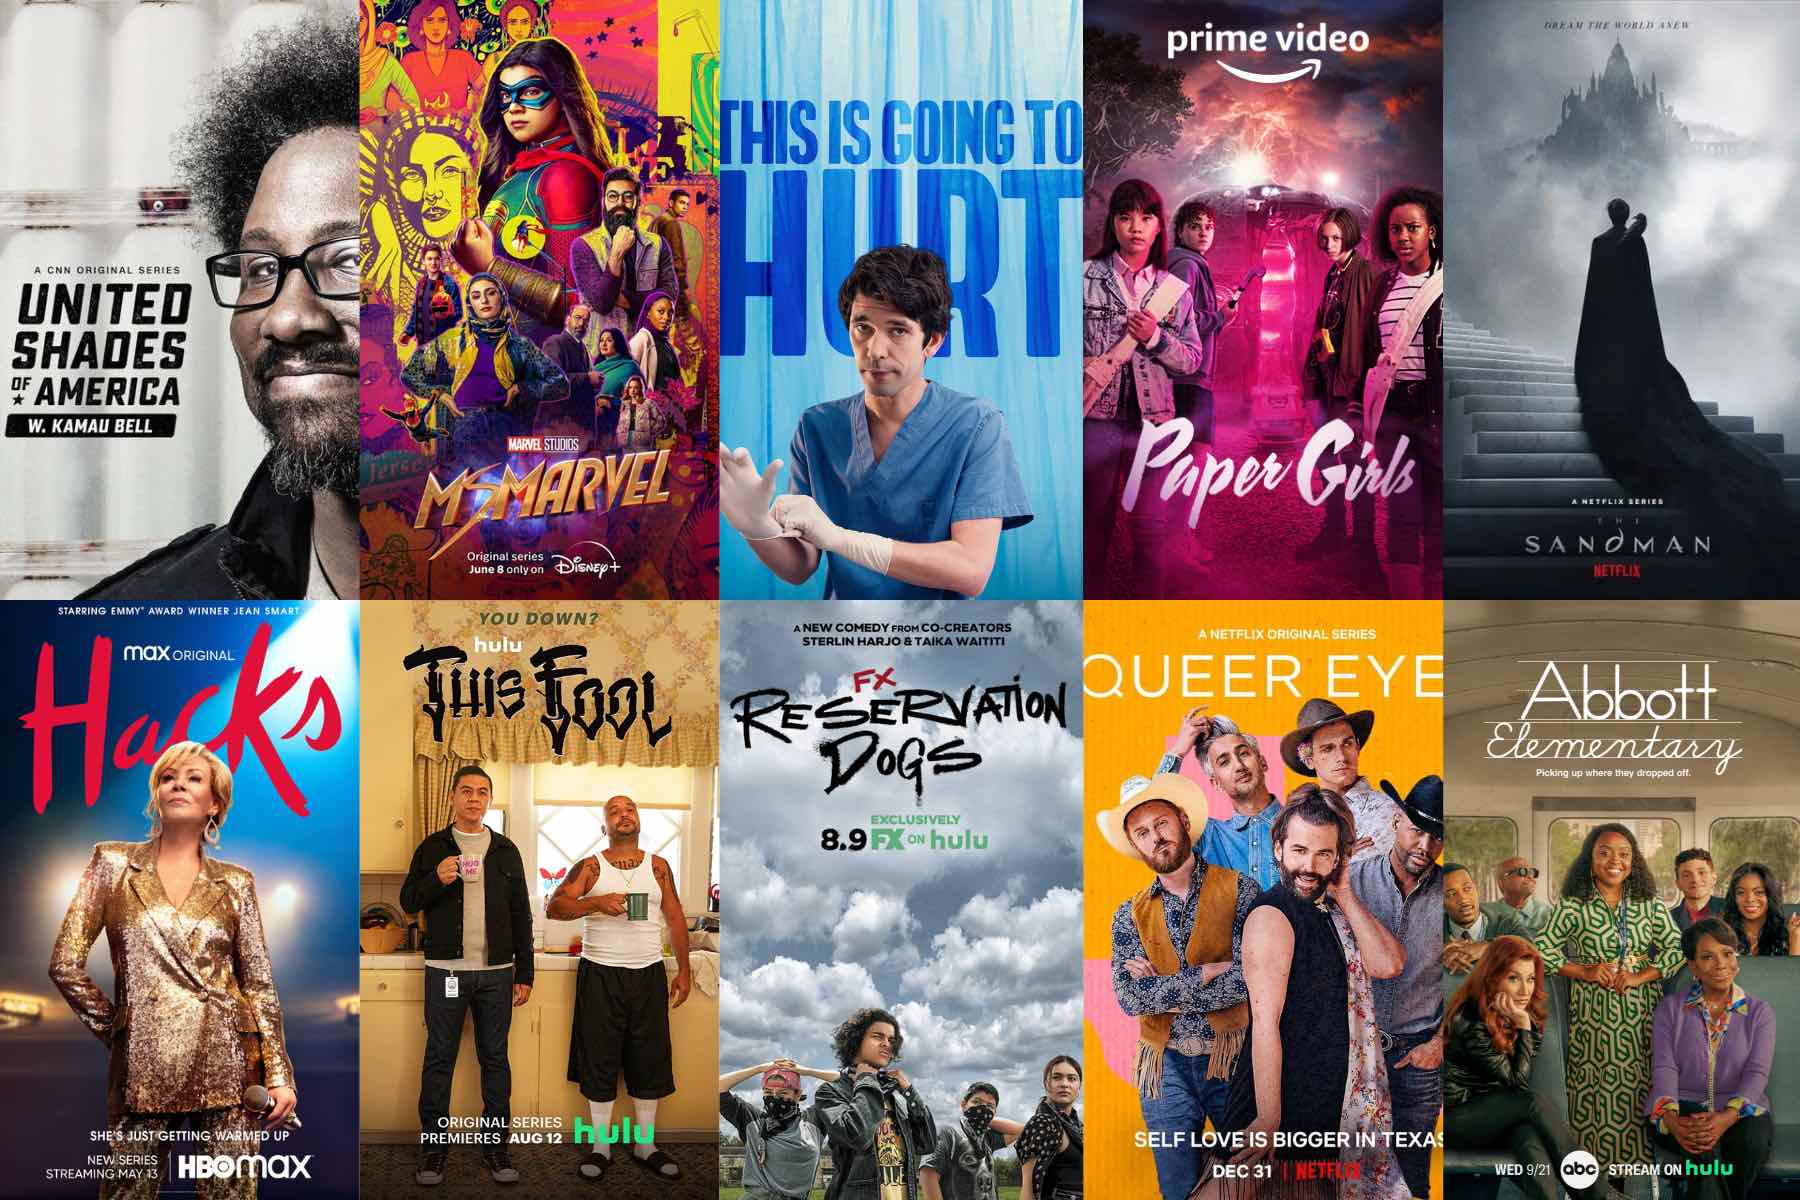 A CNN ORIGINAL SERIES
UNITED
SHADES
OF AMERICA
W. KAMAU BELL
Jersey
MARVEL STUDIOS
MS MARVEL
Original series
June 8 only on Disney+
THIS IS GOING TO
HURT
prime video
Paper Girls
DREAM THE WORLD ANEW
A NETFLIX SERIES
THE
SANDMAN
NETFLIX
STARRING EMMY® AWARD WINNER JEAN SMART
max ORIGINAL
Hacks
SHE'S JUST GETTING WARMED UP
NEW SERIES
STREAMING MAY 13
HBOmax
YOU DOWN?
hulu
THIS FOOL
HUG
ME
ORIGINAL SERIES
PREMIERES AUG 12 hulu
A NEW COMEDY FROM CO-CREATORS
STERLIN HARJO & TAIKA WAITITI
FX
RESERVATION
DOGS
EXCLUSIVELY
8.9 FX ON hulu
A NETFLIX ORIGINAL SERIES
QUEER EYE
SELF LOVE IS BIGGER IN TEXAS
DEC 31 | NETFLIX
Abbott
Elementary
Picking up where they dropped off.
WED 9/21 abc STREAM ON hulu